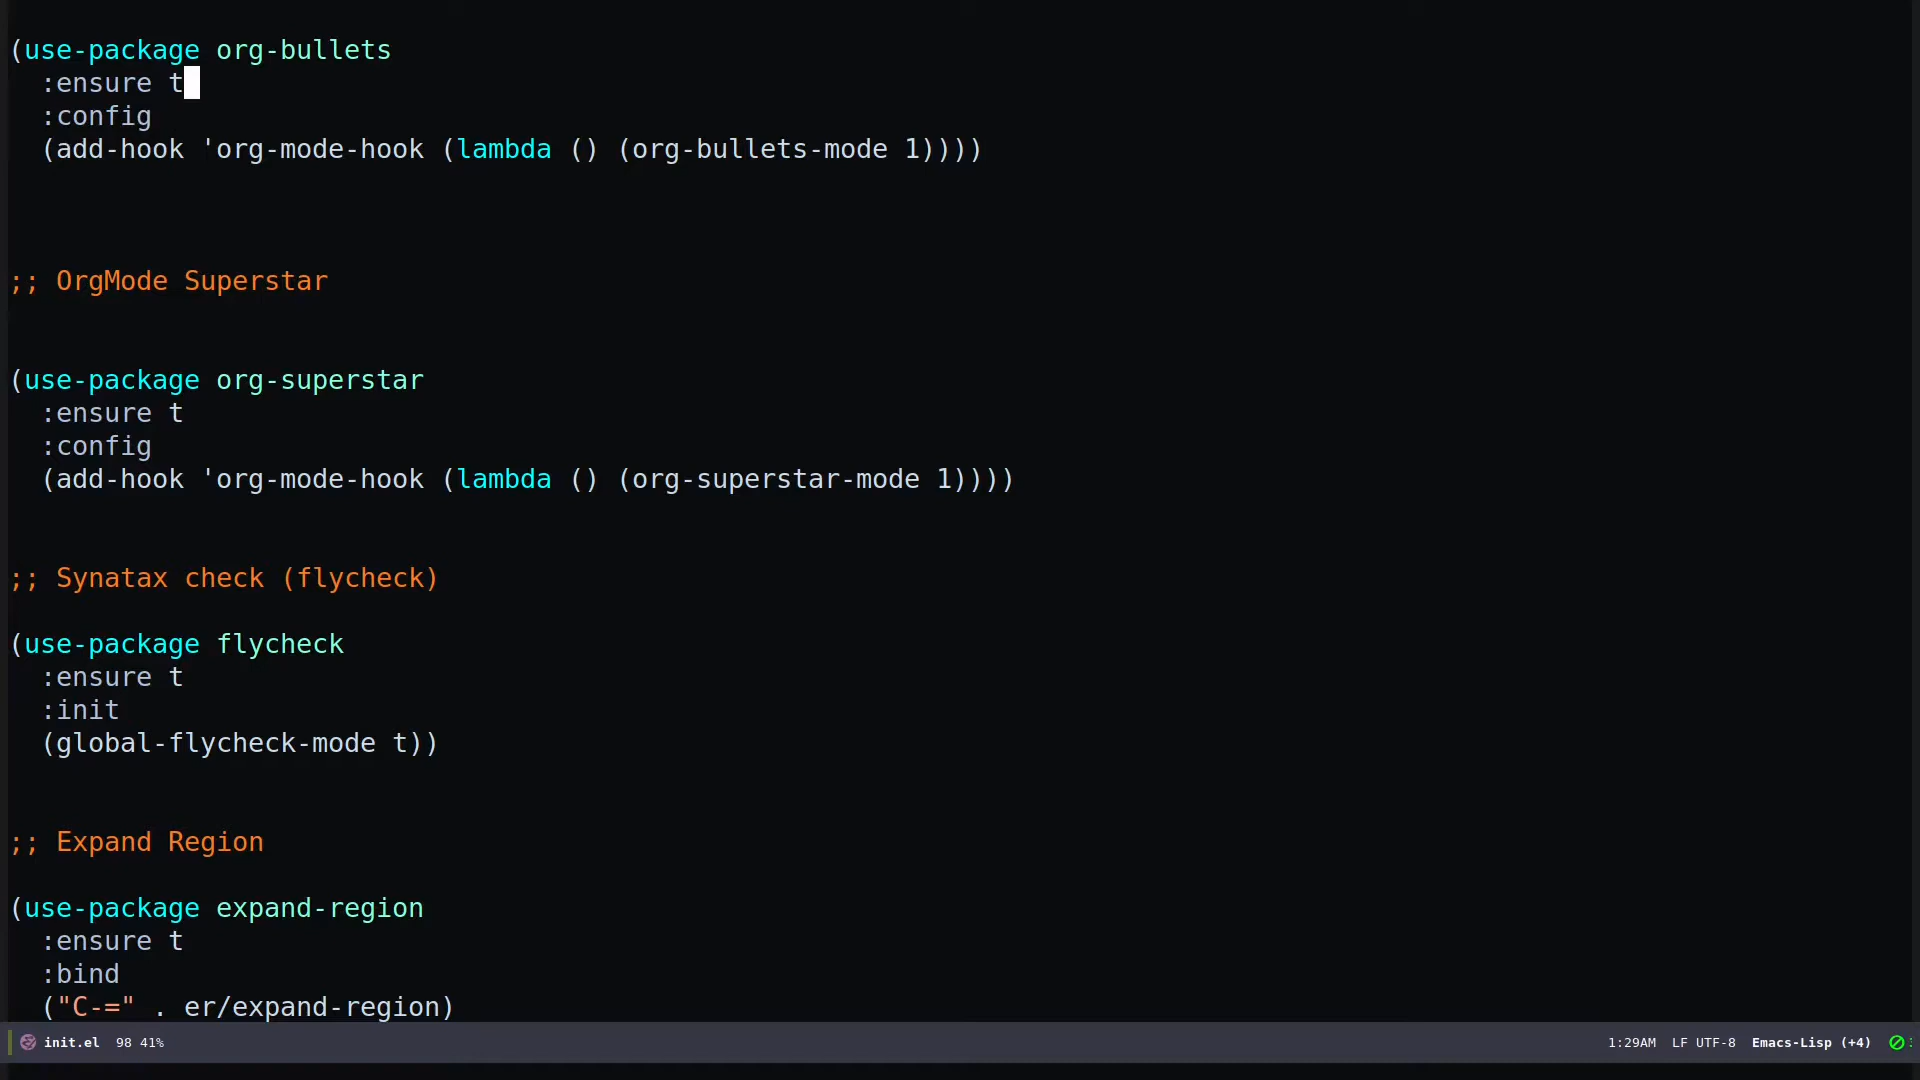 (use-package org-bullets
  :ensure t
  :config
  (add-hook 'org-mode-hook (lambda () (org-bullets-mode 1))))
;; OrgMode Superstar
(use-package org-superstar
  :ensure t
  :config
  (add-hook 'org-mode-hook (lambda () (org-superstar-mode 1))))
;; Synatax check (flycheck)
(use-package flycheck
  :ensure t
  :init
  (global-flycheck-mode t))
;; Expand Region
(use-package expand-region
  :ensure t
  :bind
  ("C-=" . er/expand-region)
init.el 98 41% 1:29AM LF UTF-8 Emacs-Lisp (+4)